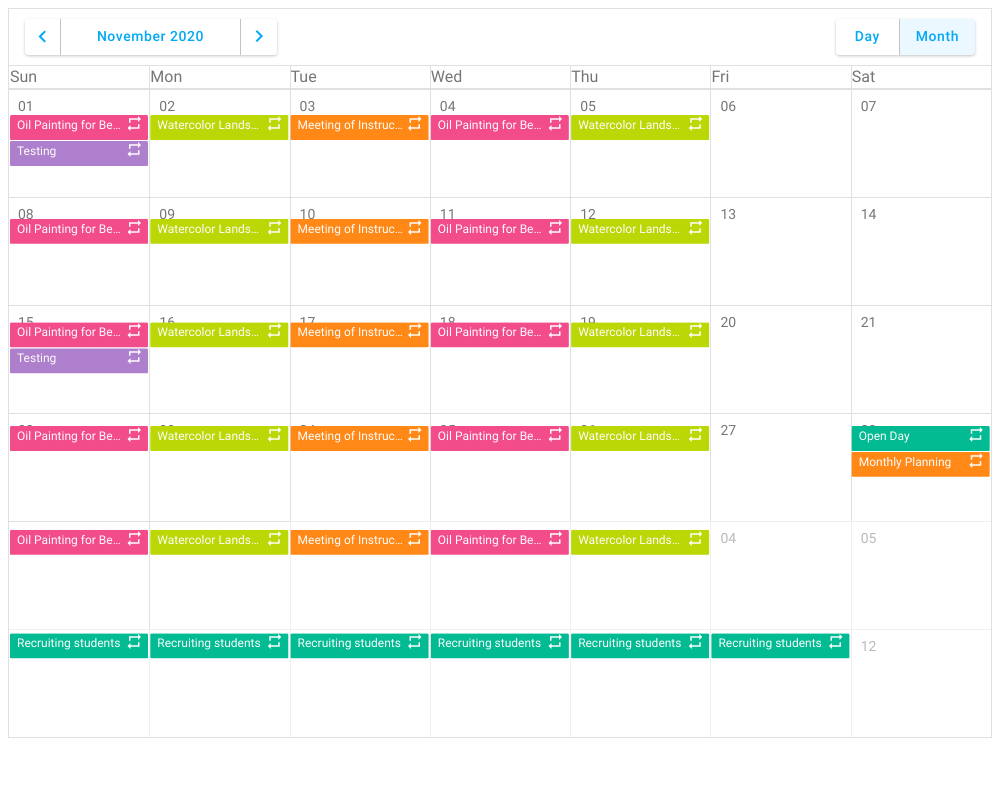 November 2020
Day Month
Sun Mon Tue Wed Thu Fri Sat
01 02 03 04 05 06 07
Oil Painting for Be... Watercolor Lands... Meeting of Instruc... Oil Painting for Be... Watercolor Lands...
Testing
08 09 10 11 12 13 14
Oil Painting for Be... Watercolor Lands... Meeting of Instruc... Oil Painting for Be... Watercolor Lands...
15 16 17 18 19 20 21
Oil Painting for Be... Watercolor Lands... Meeting of Instruc... Oil Painting for Be... Watercolor Lands...
Testing
27
Oil Painting for Be... Watercolor Lands... Meeting of Instruc... Oil Painting for Be... Watercolor Lands... Open Day
Monthly Planning
04 05
Oil Painting for Be... Watercolor Lands... Meeting of Instruc... Oil Painting for Be... Watercolor Lands...
12
Recruiting students Recruiting students Recruiting students Recruiting students Recruiting students Recruiting students